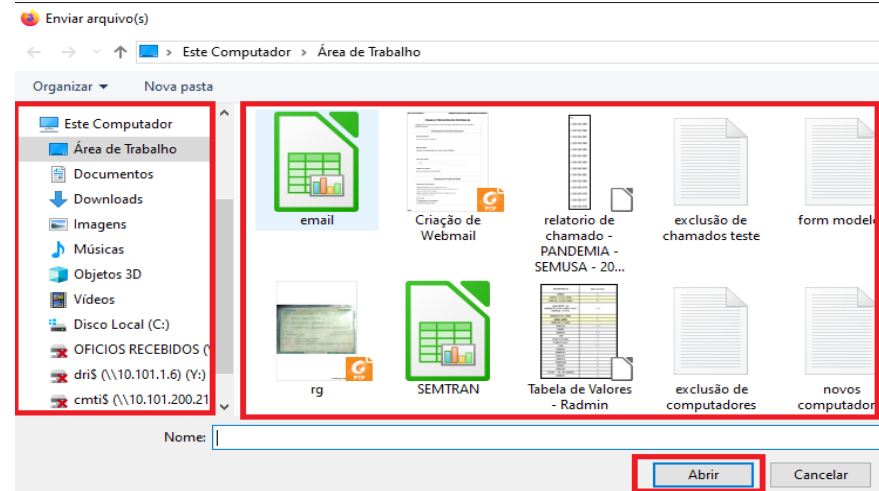 Enviar arquivo(s)
Este Computador > Área de Trabalho
Organizar
Nova pasta
Este Computador
Área de Trabalho
Documentos
Downloads
Imagens
Músicas
Objetos 3D
Vídeos
Disco Local (C:)
OFICIOS RECEBIDOS (
dri$ (\\10.101.1.6) (Y:)
cmti$ (\\10.101.200.21
email
Criação de
Webmail
relatorio de
chamado -
PANDEMIA -
SEMUSA - 20...
exclusão de
chamados teste
form modelo
rg
SEMTRAN
Tabela de Valores
- Radmin
exclusão de
computadores
novos
computador
Nome:
Abrir
Cancelar